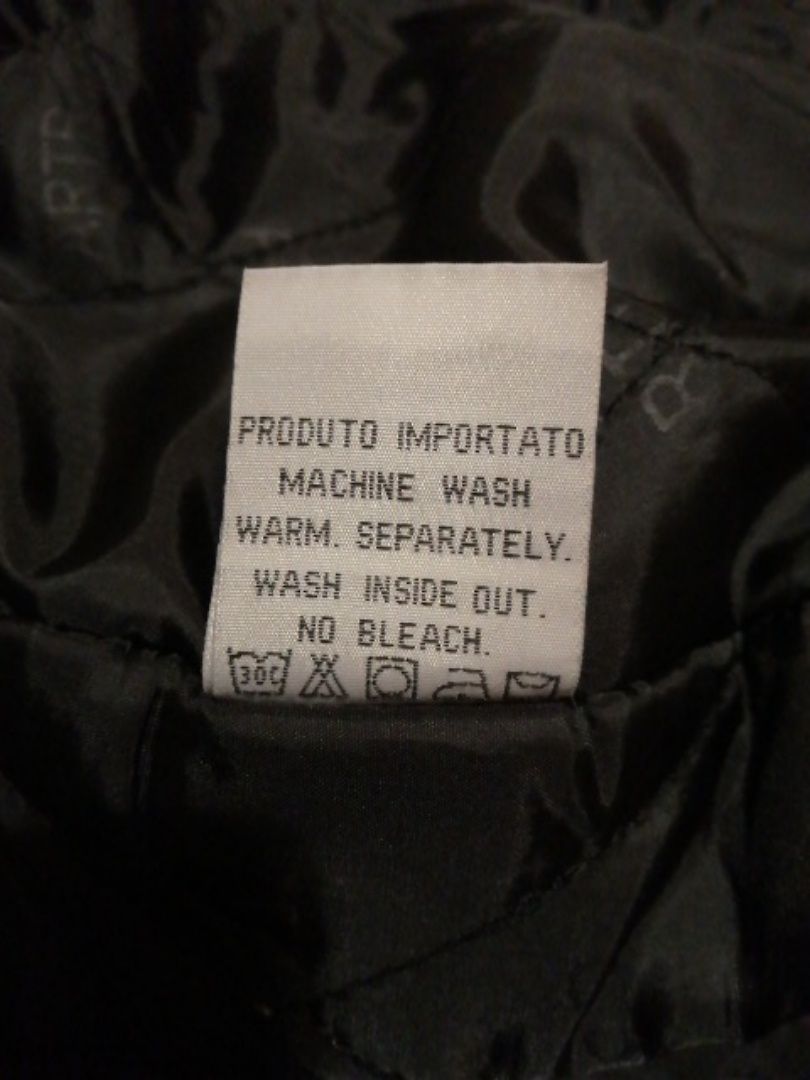 PRODUTO IMPORTATO
MACHINE WASH
WARM. SEPARATELY.
WASH INSIDE OUT.
NO BLEACH.
30C